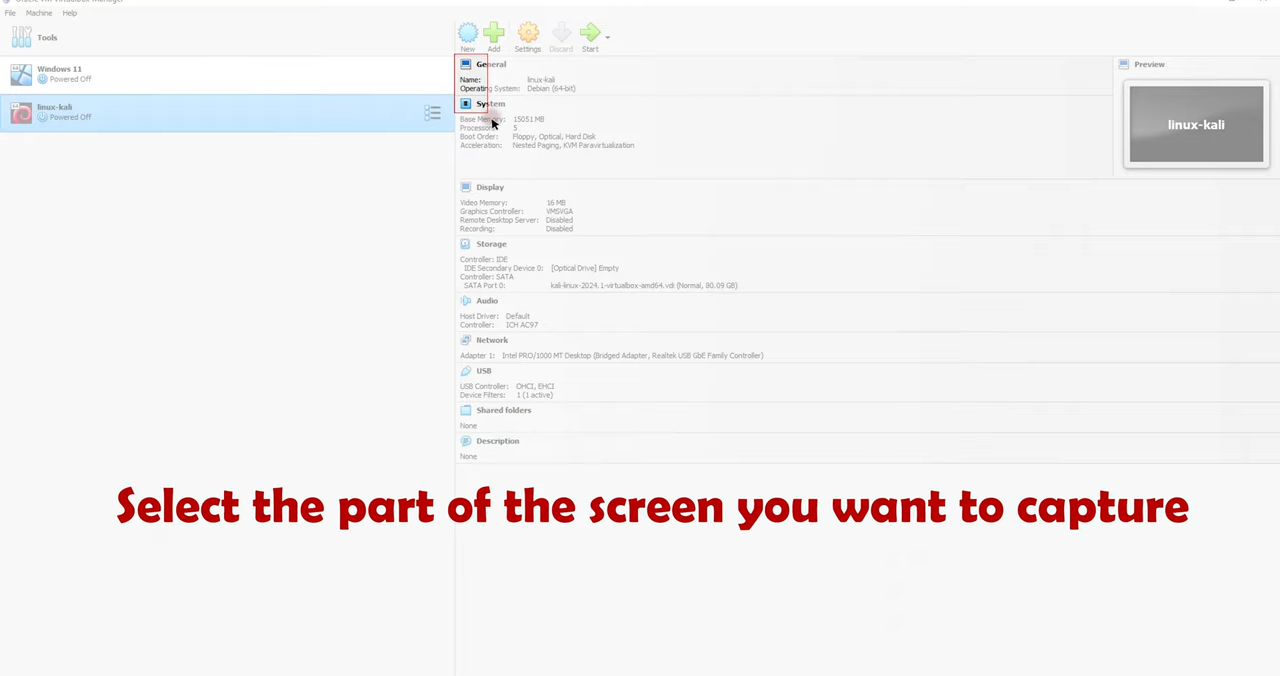 Oracle VM VirtualBox Manager
File Machine Help
Tools
New Add Settings Discard Start
Windows 11
Powered Off
linux-kali
Powered Off
General
Name: linux-kali
Operating System: Debian (64-bit)
System
Base Memory: 15051 MB
Processors: 5
Boot Order: Floppy, Optical, Hard Disk
Acceleration: Nested Paging, KVM Paravirtualization
Preview
linux-kali
Display
Video Memory: 16 MB
Graphics Controller: VMSVGA
Remote Desktop Server: Disabled
Recording: Disabled
Storage
Controller: IDE
IDE Secondary Device 0: [Optical Drive] Empty
Controller: SATA
SATA Port 0: kali-linux-2024.1-virtualbox-amd64.vdi (Normal, 80.09 GB)
Audio
Host Driver: Default
Controller: ICH AC97
Network
Adapter 1: Intel PRO/1000 MT Desktop (Bridged Adapter, Realtek USB GbE Family Controller)
USB
USB Controller: OHCI, EHCI
Device Filters: 1 (1 active)
Shared folders
None
Description
None
Select the part of the screen you want to capture